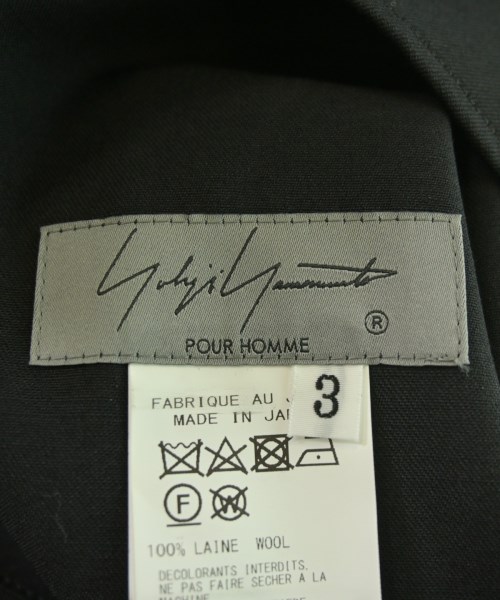 Yohji Yamamoto
®
POUR HOMME
3
FABRIQUE AU J
MADE IN JAP
F
W
100% LAINE WOOL
DECOLORANTS INTERDITS.
NE PAS FAIRE SECHER A LA
MACHINE